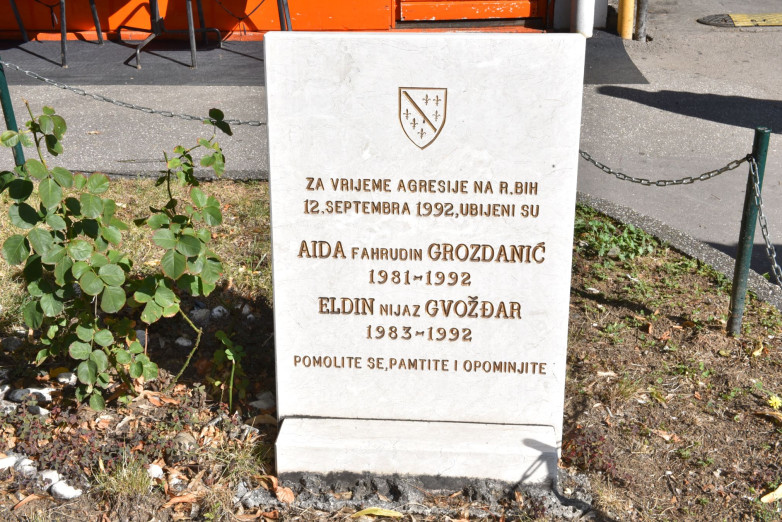 ZA VRIJEME AGRESIJE NA R.BIH
12.SEPTEMBRA 1992,UBIJENI SU
AIDA FAHRUDIN GROZDANIĆ
1981-1992
ELDIN NIJAZ GVOŽĐAR
1983-1992
POMOLITE SE,PAMTITE I OPOMINJITE